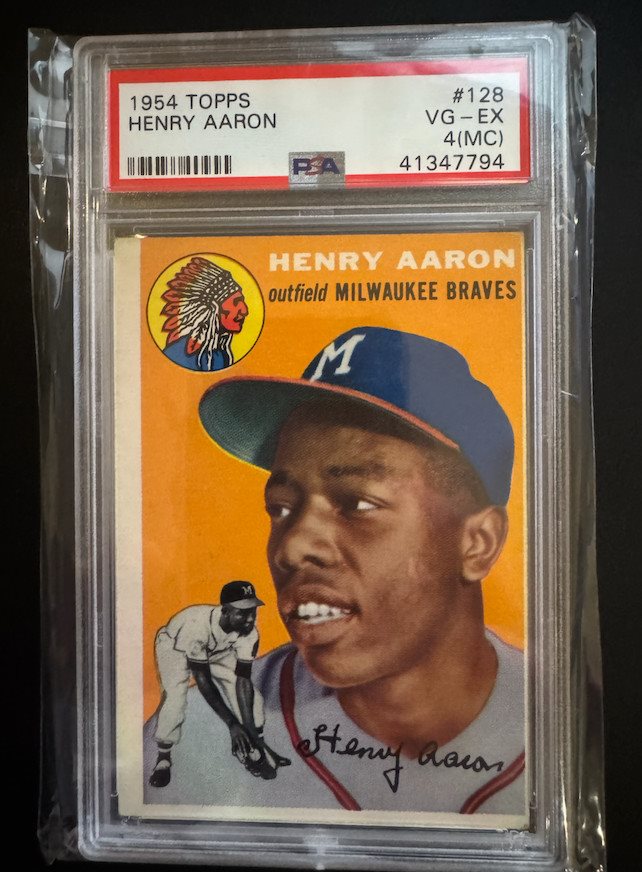 1954 TOPPS #128
HENRY AARON VG-EX
4(MC)
PSA 41347794
HENRY AARON
outfield MILWAUKEE BRAVES
M
M
Henry Aaron